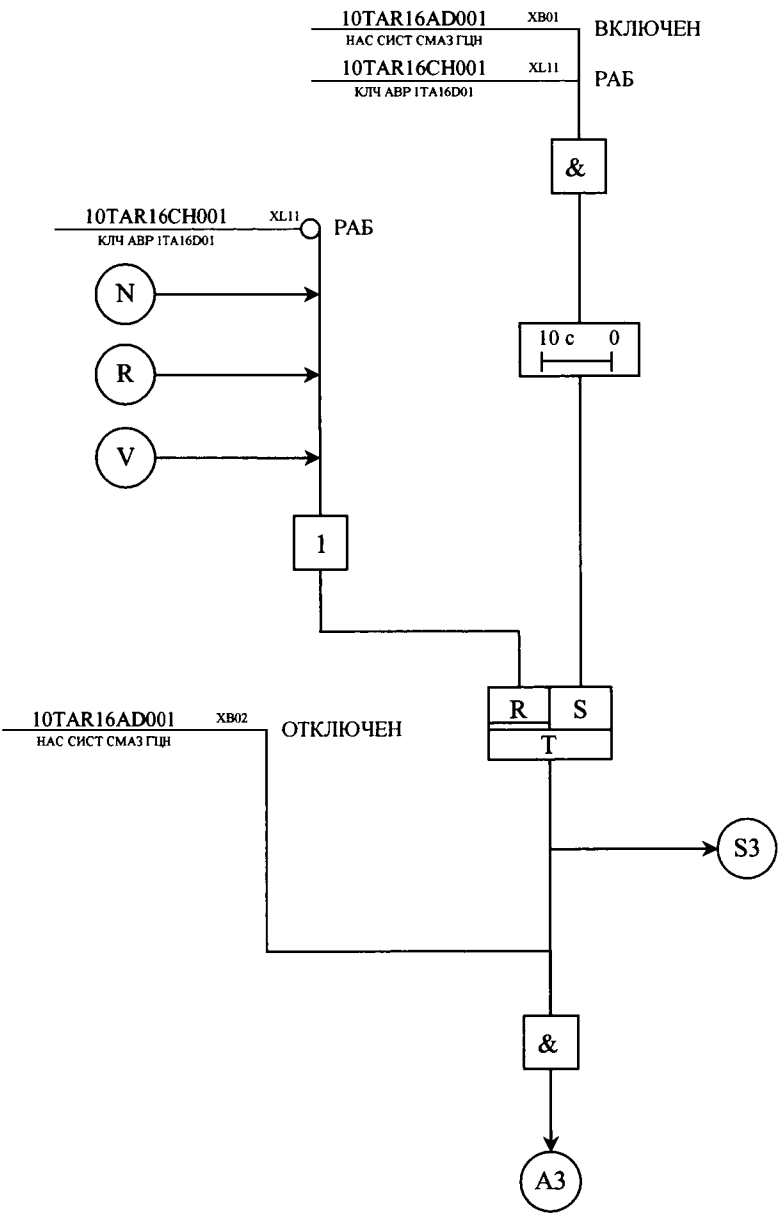 10TAR16AD001 XB01 ВКЛЮЧЕН
НАС СИСТ СМАЗ ГЦН
10TAR16CH001 XL11 РАБ
КЛЧ АВР 1TA16D01
&
10TAR16CH001 XL11 РАБ
КЛЧ АВР 1TA16D01
N
10 с 0
R
V
1
R S
10TAR16AD001 XB02 ОТКЛЮЧЕН
НАС СИСТ СМАЗ ГЦН
T
S3
&
A3